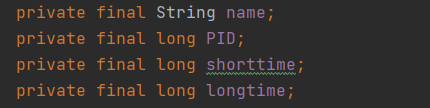 private final String name;
private final long PID;
private final long shorttime;
private final long longtime;